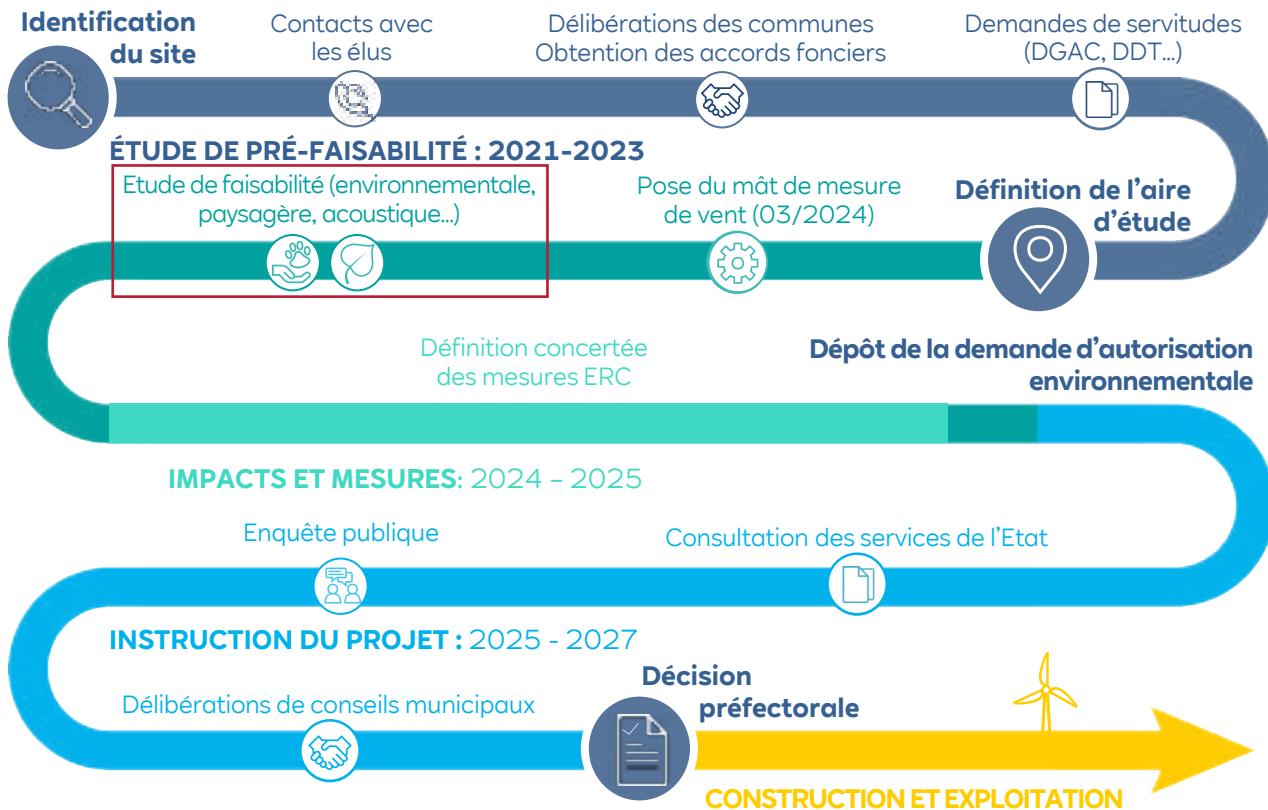 Identification
du site
Contacts avec
les élus
Délibérations des communes
Obtention des accords fonciers
Demandes de servitudes
(DGAC, DDT...)
ÉTUDE DE PRÉ-FAISABILITÉ : 2021-2023
Etude de faisabilité (environnementale,
paysagère, acoustique...)
Pose du mât de mesure
de vent (03/2024)
Définition de l'aire
d'étude
Définition concertée
des mesures ERC
Dépôt de la demande d'autorisation
environnementale
IMPACTS ET MESURES: 2024 – 2025
Enquête publique
Consultation des services de l'Etat
INSTRUCTION DU PROJET : 2025 - 2027
Délibérations de conseils municipaux
Décision
préfectorale
CONSTRUCTION ET EXPLOITATION